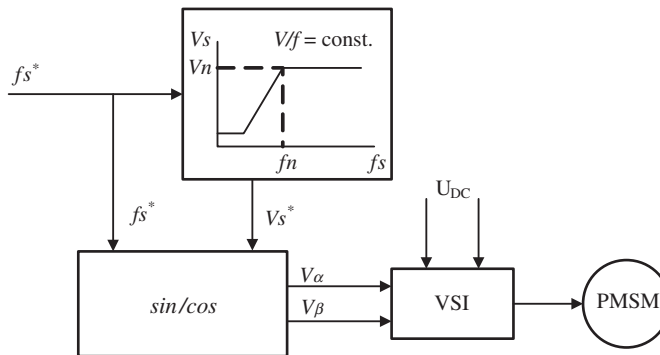 Vs
V/f = const.
Vn
fs*
fn
fs
fs*
Vs*
UDC
sin/cos
Vα
Vβ
VSI
PMSM